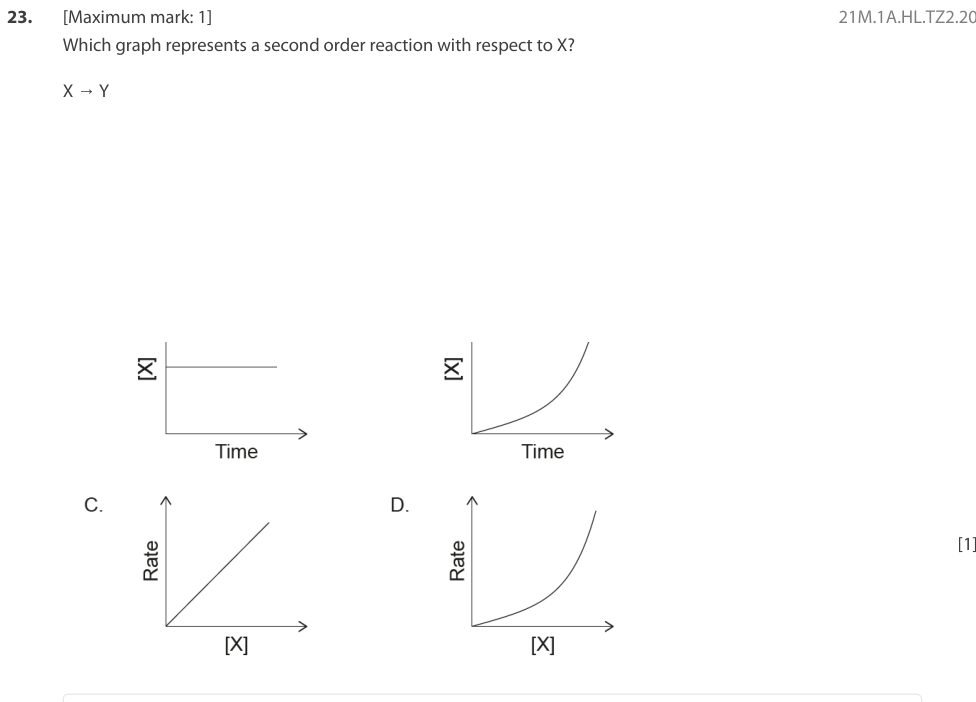 23. [Maximum mark: 1] 21M.1A.HL.TZ2.20
Which graph represents a second order reaction with respect to X?
X → Y
[X] [X]
Time Time
C. D.
Rate Rate
[1]
[X] [X]